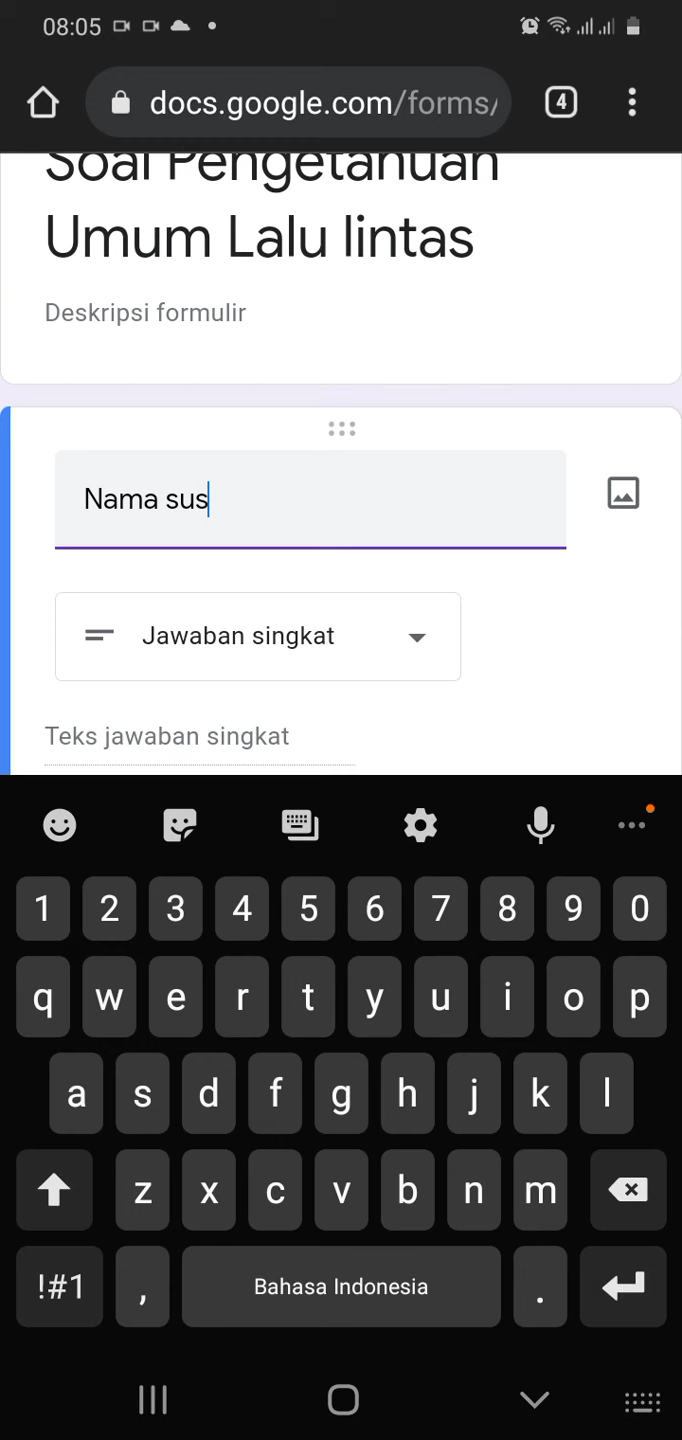 08:05
docs.google.com/forms/
4
Soal Pengetahuan
Umum Lalu lintas
Deskripsi formulir
Nama sus
Jawaban singkat
Teks jawaban singkat
1 2 3 4 5 6 7 8 9 0
q w e r t y u i o p
a s d f g h j k l
z x c v b n m
!#1 , Bahasa Indonesia .